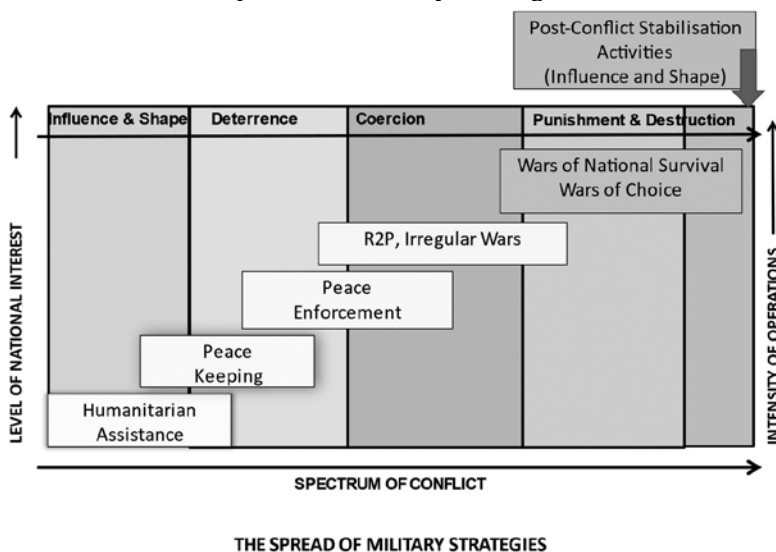 Post-Conflict Stabilisation
Activities
(Influence and Shape)
Influence & Shape
Deterrence
Coercion
Punishment & Destruction
Wars of National Survival
Wars of Choice
R2P, Irregular Wars
Peace
Enforcement
Peace
Keeping
Humanitarian
Assistance
LEVEL OF NATIONAL INTEREST
INTENSITY OF OPERATIONS
SPECTRUM OF CONFLICT
THE SPREAD OF MILITARY STRATEGIES